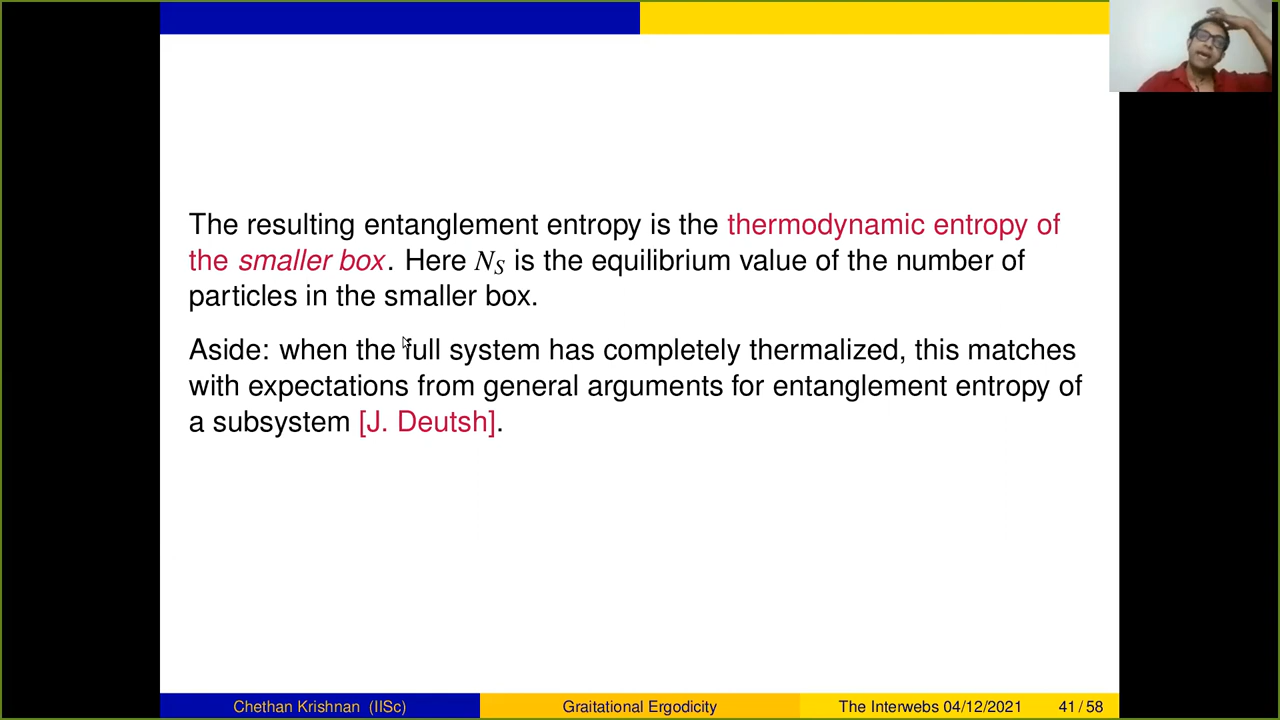 The resulting entanglement entropy is the thermodynamic entropy of
the smaller box. Here N_S is the equilibrium value of the number of
particles in the smaller box.
Aside: when the full system has completely thermalized, this matches
with expectations from general arguments for entanglement entropy of
a subsystem [J. Deutsh].
Chethan Krishnan (IISc)
Graitational Ergodicity
The Interwebs 04/12/2021
41 / 58